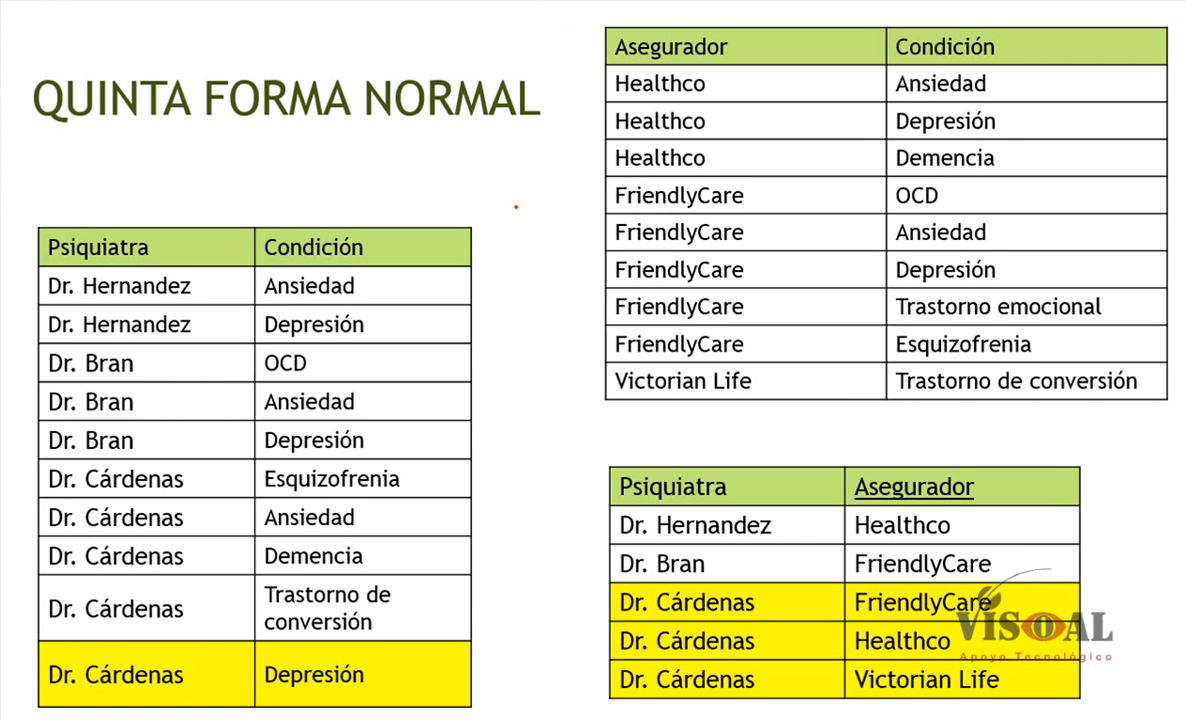 QUINTA FORMA NORMAL
Psiquiatra Condición
Dr. Hernandez Ansiedad
Dr. Hernandez Depresión
Dr. Bran OCD
Dr. Bran Ansiedad
Dr. Bran Depresión
Dr. Cárdenas Esquizofrenia
Dr. Cárdenas Ansiedad
Dr. Cárdenas Demencia
Dr. Cárdenas Trastorno de
conversión
Dr. Cárdenas Depresión
Asegurador Condición
Healthco Ansiedad
Healthco Depresión
Healthco Demencia
FriendlyCare OCD
FriendlyCare Ansiedad
FriendlyCare Depresión
FriendlyCare Trastorno emocional
FriendlyCare Esquizofrenia
Victorian Life Trastorno de conversión
Psiquiatra Asegurador
Dr. Hernandez Healthco
Dr. Bran FriendlyCare
Dr. Cárdenas FriendlyCare
Dr. Cárdenas Healthco
Dr. Cárdenas Victorian Life
VISOAL
Apoyo Tecnológico